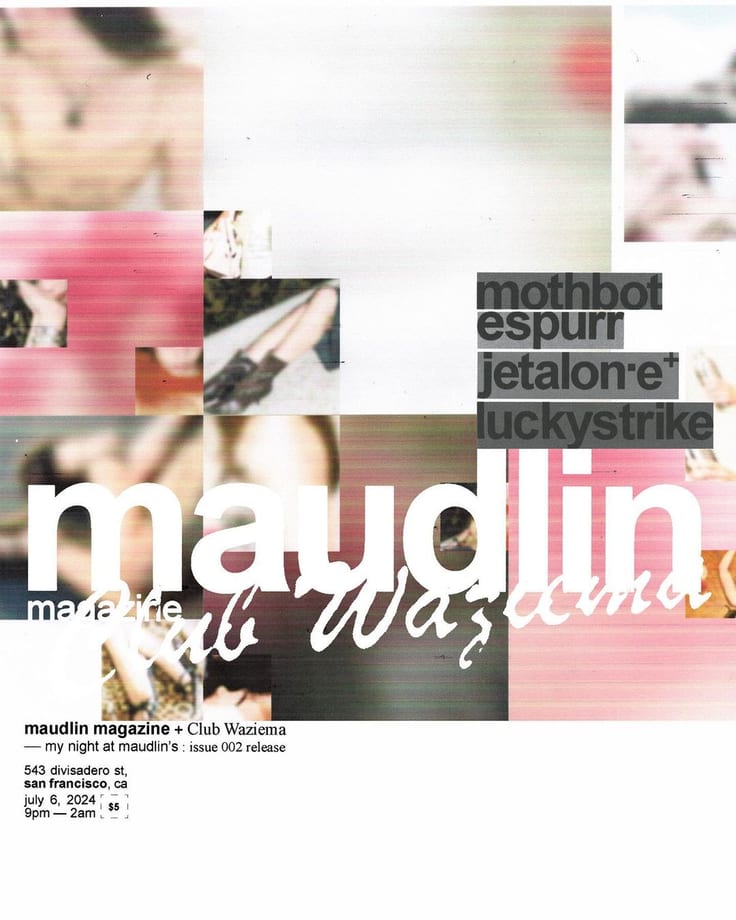 mothbot
espurr
jetalon·e+
luckystrike
maudlin
magazine
Club Waziema
maudlin magazine + Club Waziema
— my night at maudlin's : issue 002 release
543 divisadero st,
san francisco, ca
july 6, 2024
9pm — 2am
$5